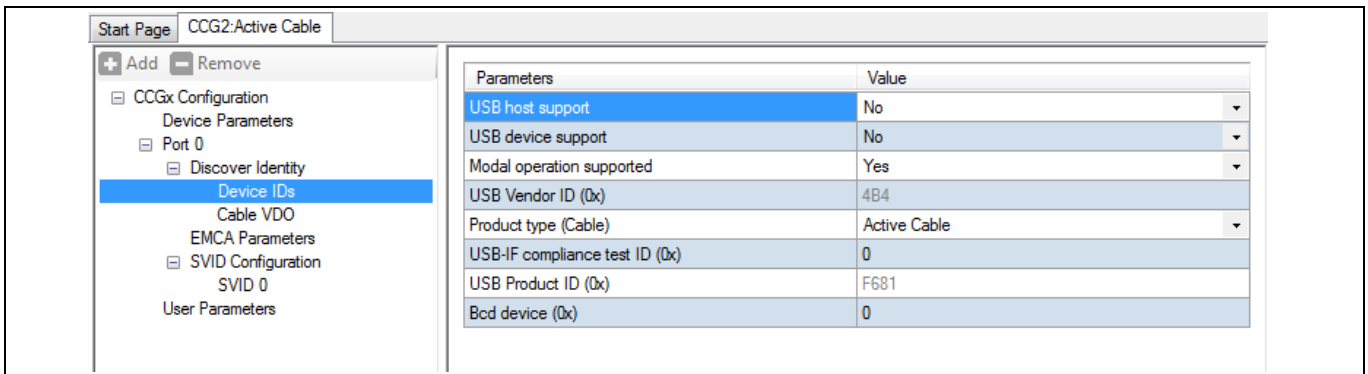 Start Page CCG2:Active Cable
Add Remove
CCGx Configuration
Device Parameters
Port 0
Discover Identity
Device IDs
Cable VDO
EMCA Parameters
SVID Configuration
SVID 0
User Parameters
Parameters Value
USB host support No
USB device support No
Modal operation supported Yes
USB Vendor ID (0x) 4B4
Product type (Cable) Active Cable
USB-IF compliance test ID (0x) 0
USB Product ID (0x) F681
Bcd device (0x) 0